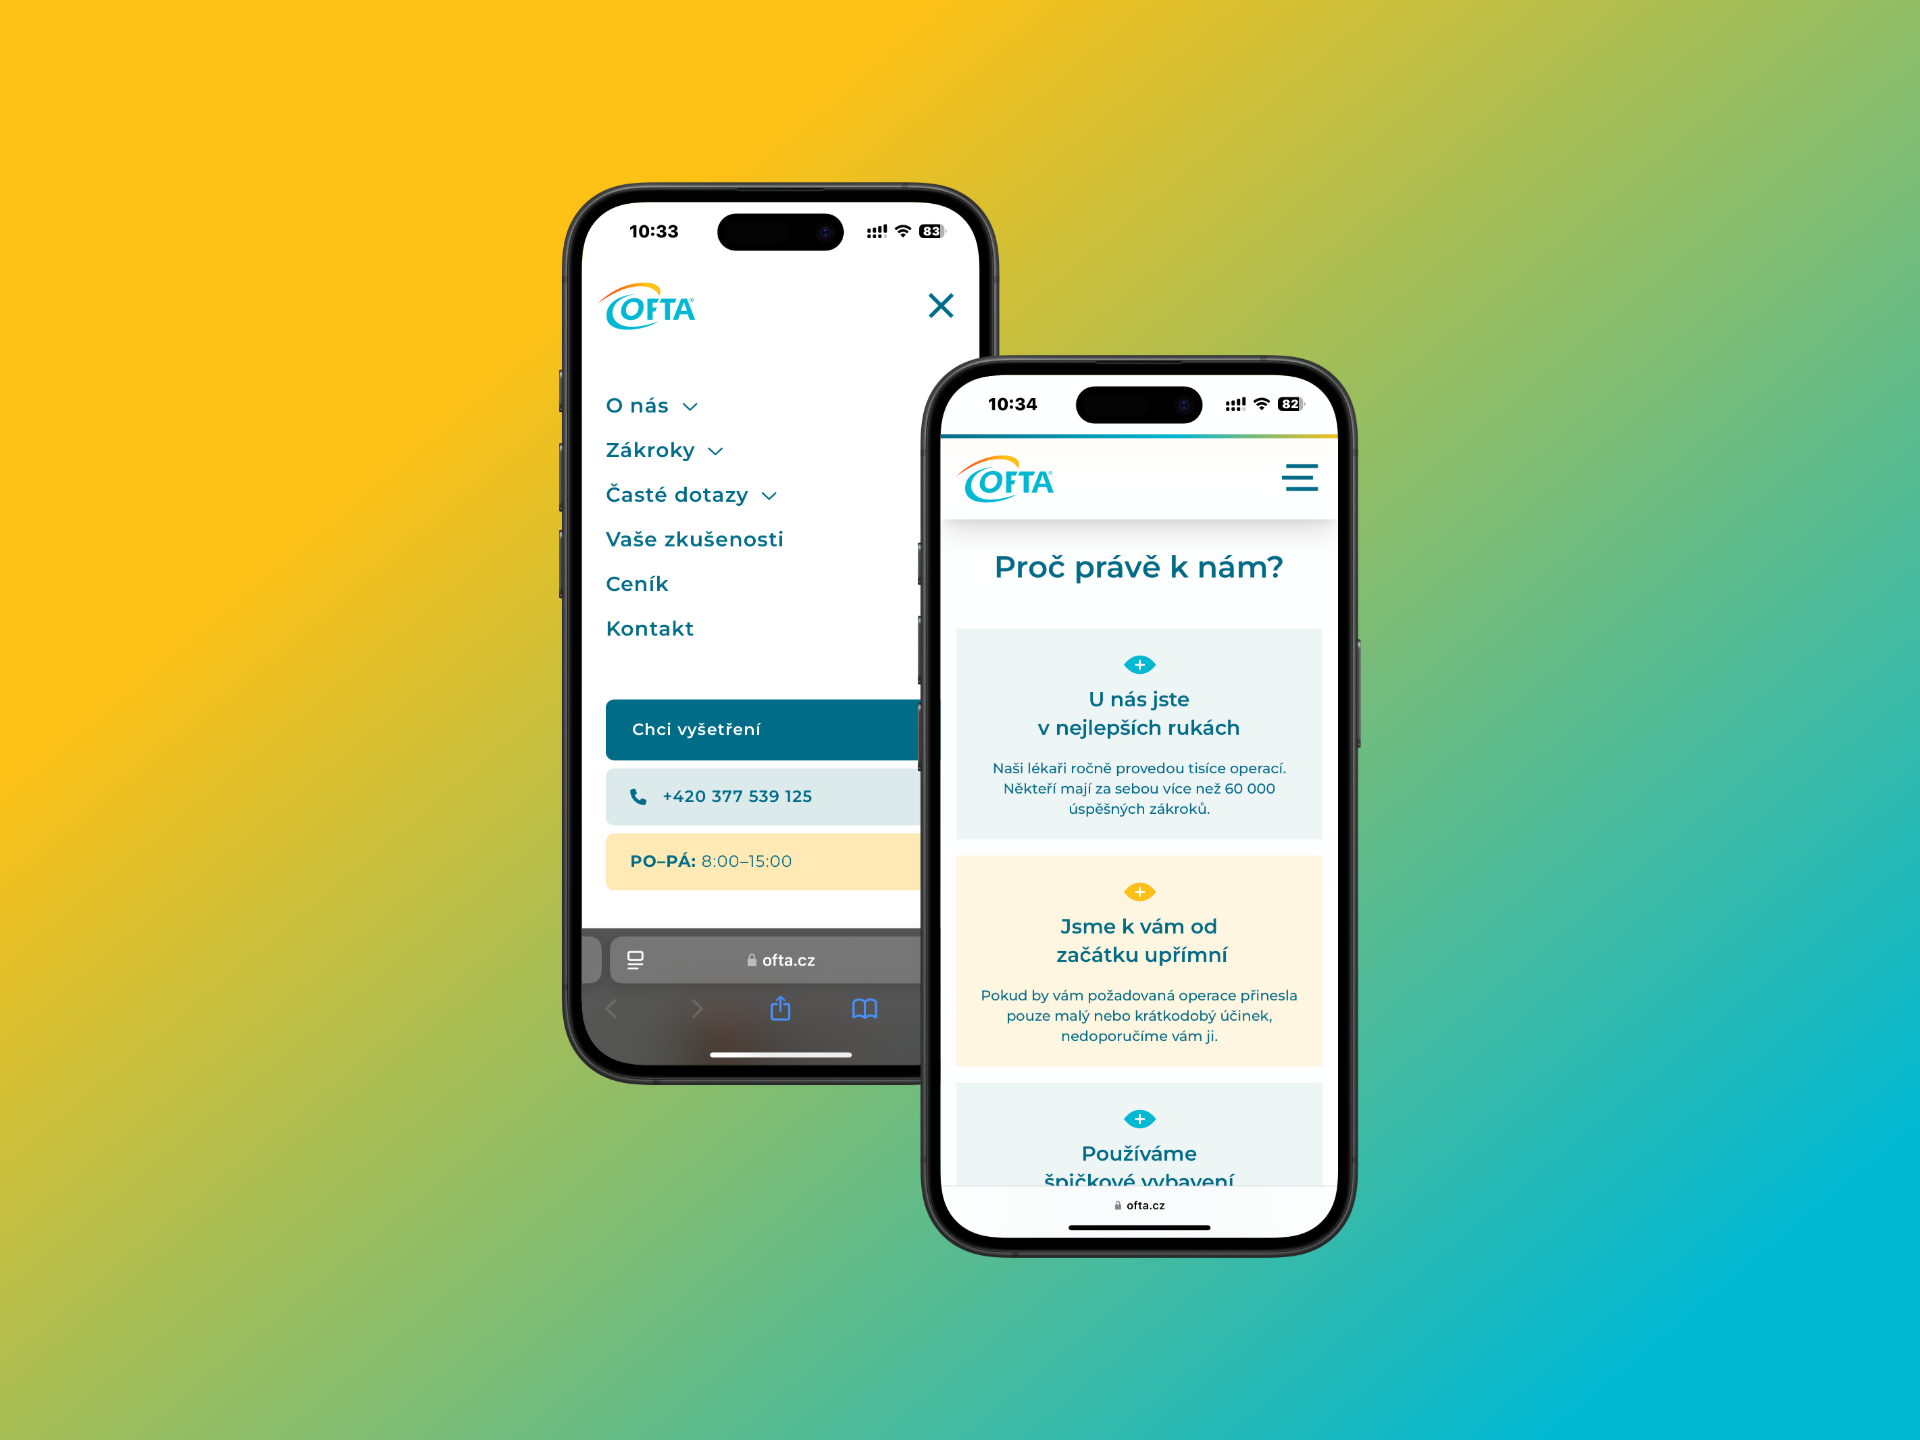 10:33
83
OFTA
O nás
Zákroky
Časté dotazy
Vaše zkušenosti
Ceník
Kontakt
Chci vyšetření
+420 377 539 125
PO–PÁ: 8:00–15:00
ofta.cz
10:34
82
OFTA
Proč právě k nám?
U nás jste
v nejlepších rukách
Naši lékaři ročně provedou tisíce operací.
Někteří mají za sebou více než 60 000
úspěšných zákroků.
Jsme k vám od
začátku upřímní
Pokud by vám požadovaná operace přinesla
pouze malý nebo krátkodobý účinek,
nedoporučíme vám ji.
Používáme
špičkové vybavení
ofta.cz